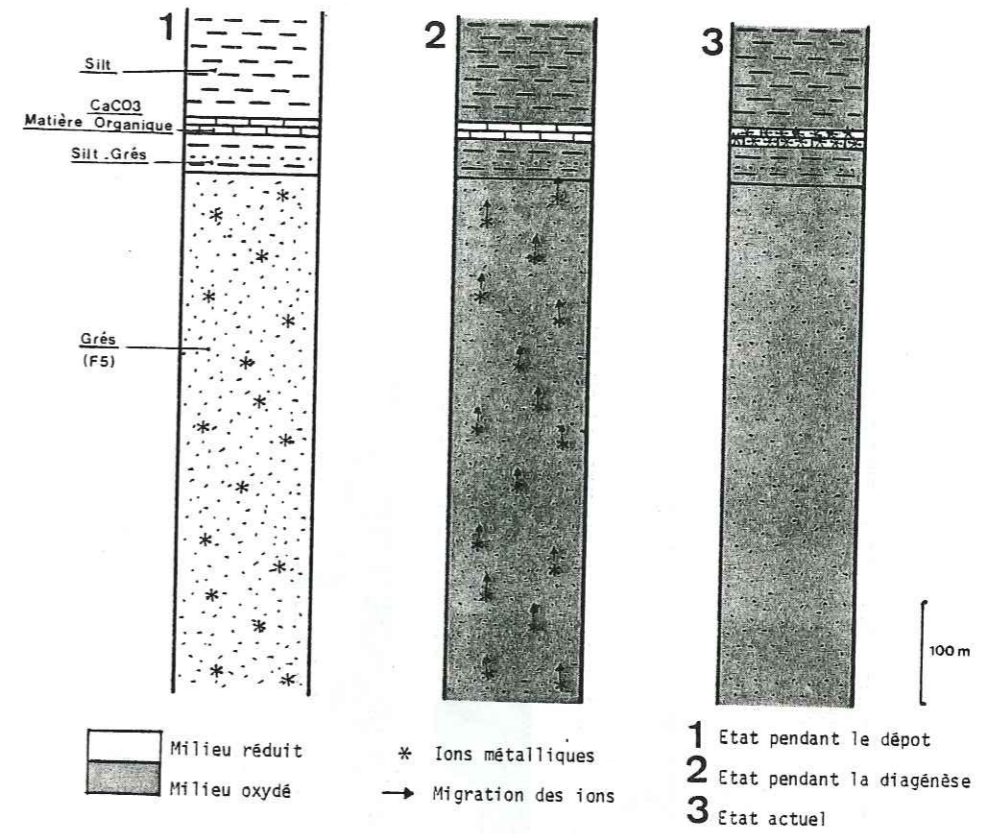 1
2
3
Silt
CaCO3
Matière Organique
Silt.Grés
Grés
(F5)
100 m
Milieu réduit
Milieu oxydé
* Ions métalliques
→ Migration des ions
1 Etat pendant le dépot
2 Etat pendant la diagénèse
3 Etat actuel